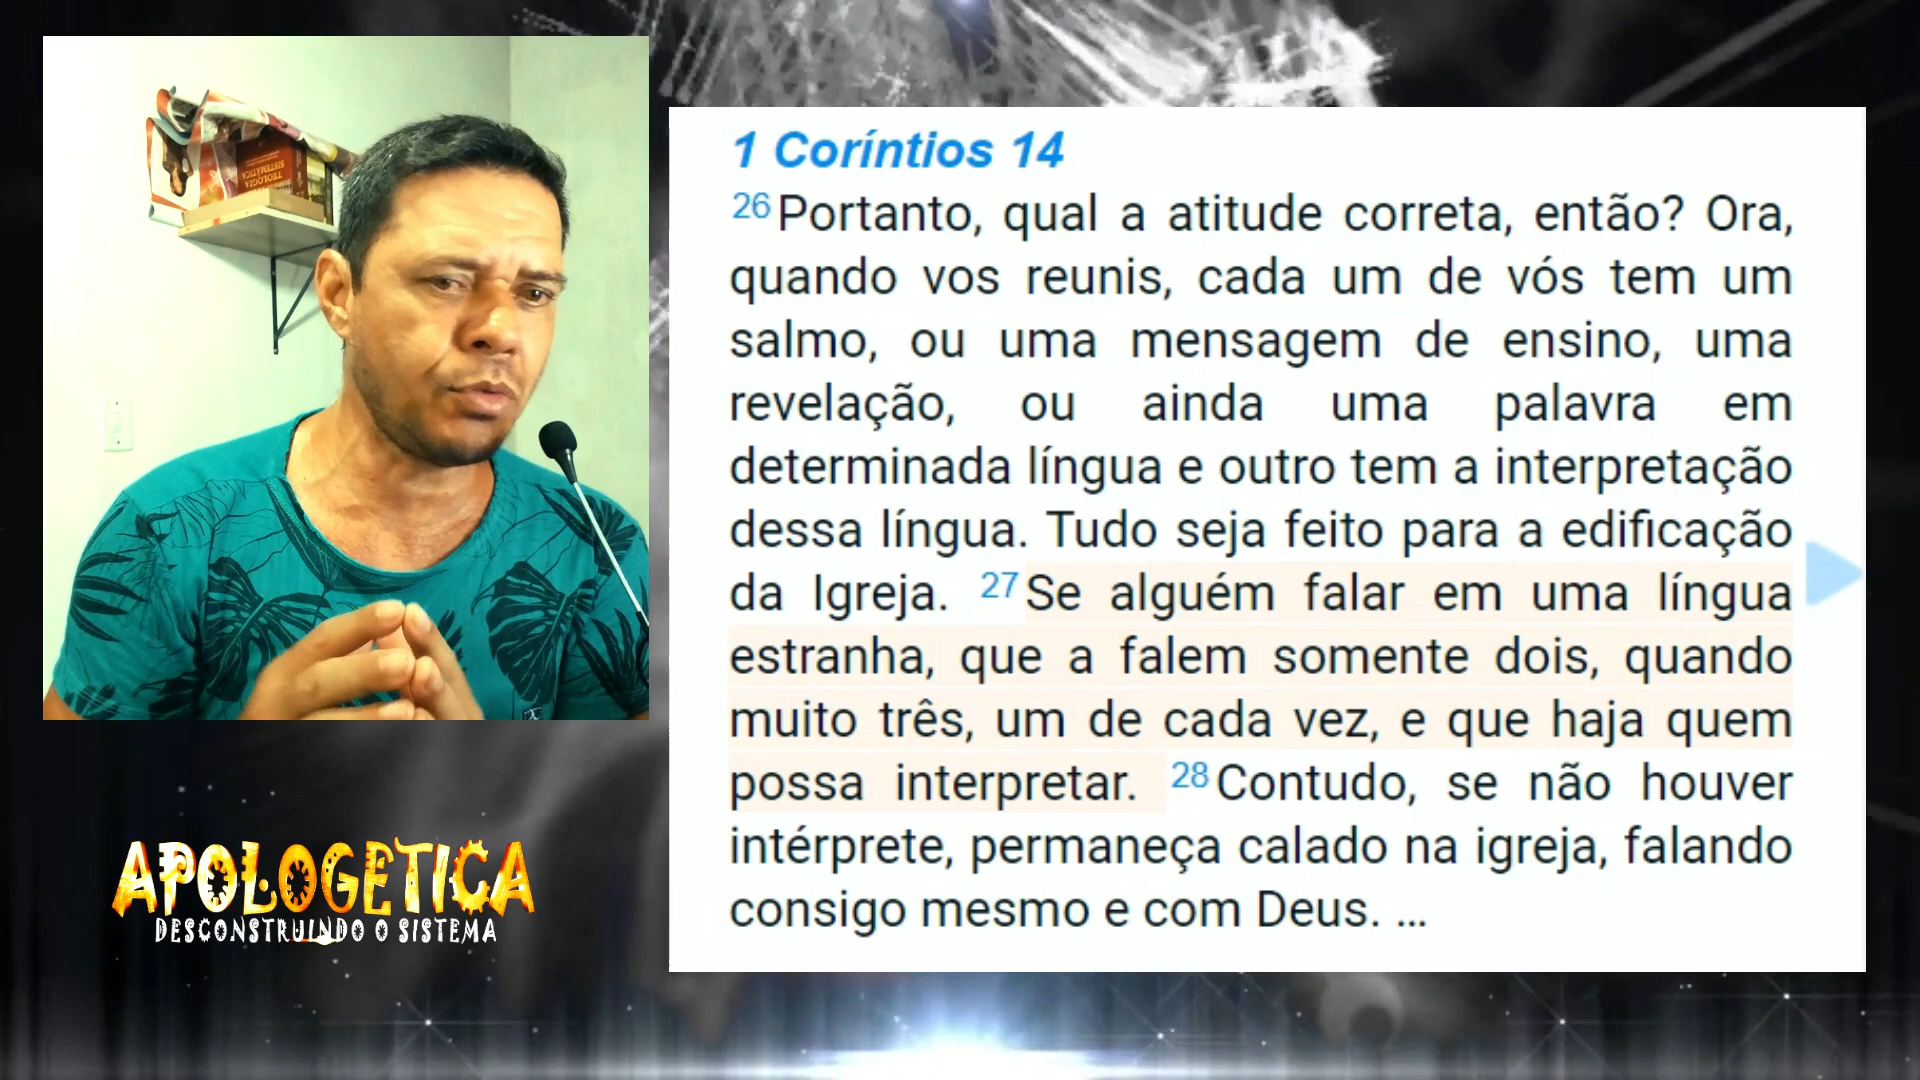 TEOLOGIA
SISTEMÁTICA
1 Coríntios 14
26 Portanto, qual a atitude correta, então? Ora,
quando vos reunis, cada um de vós tem um
salmo, ou uma mensagem de ensino, uma
revelação, ou ainda uma palavra em
determinada língua e outro tem a interpretação
dessa língua. Tudo seja feito para a edificação
da Igreja. 27 Se alguém falar em uma língua
estranha, que a falem somente dois, quando
muito três, um de cada vez, e que haja quem
possa interpretar. 28 Contudo, se não houver
intérprete, permaneça calado na igreja, falando
consigo mesmo e com Deus. ...
APOLOGETICA
DESCONSTRUINDO O SISTEMA